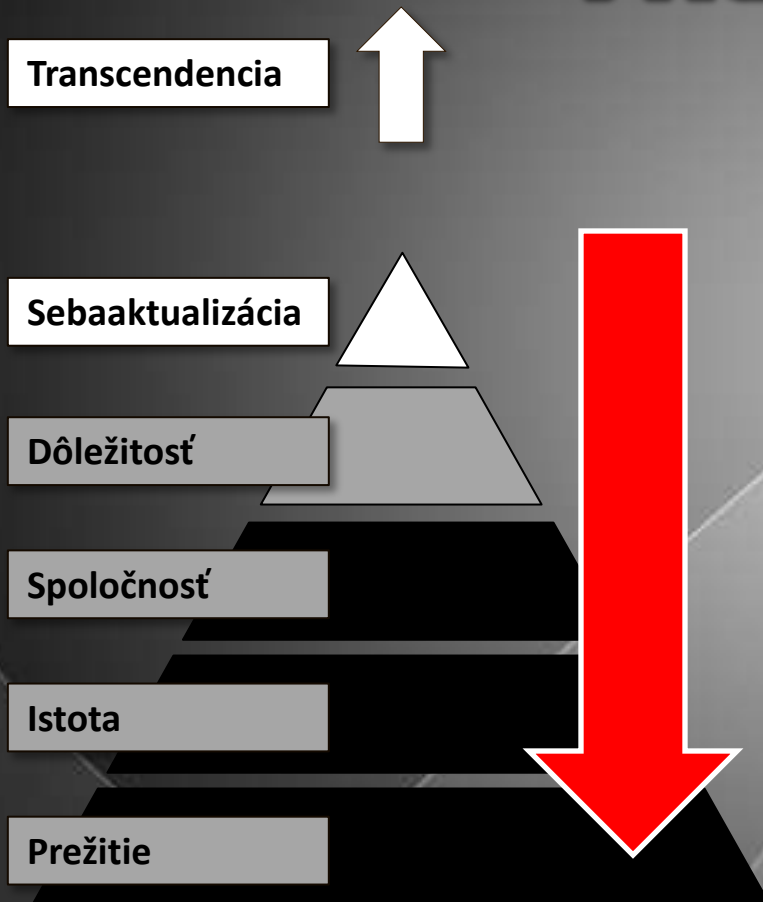 Transcendencia
Sebaaktualizácia
Dôležitosť
Spoločnosť
Istota
Prežitie